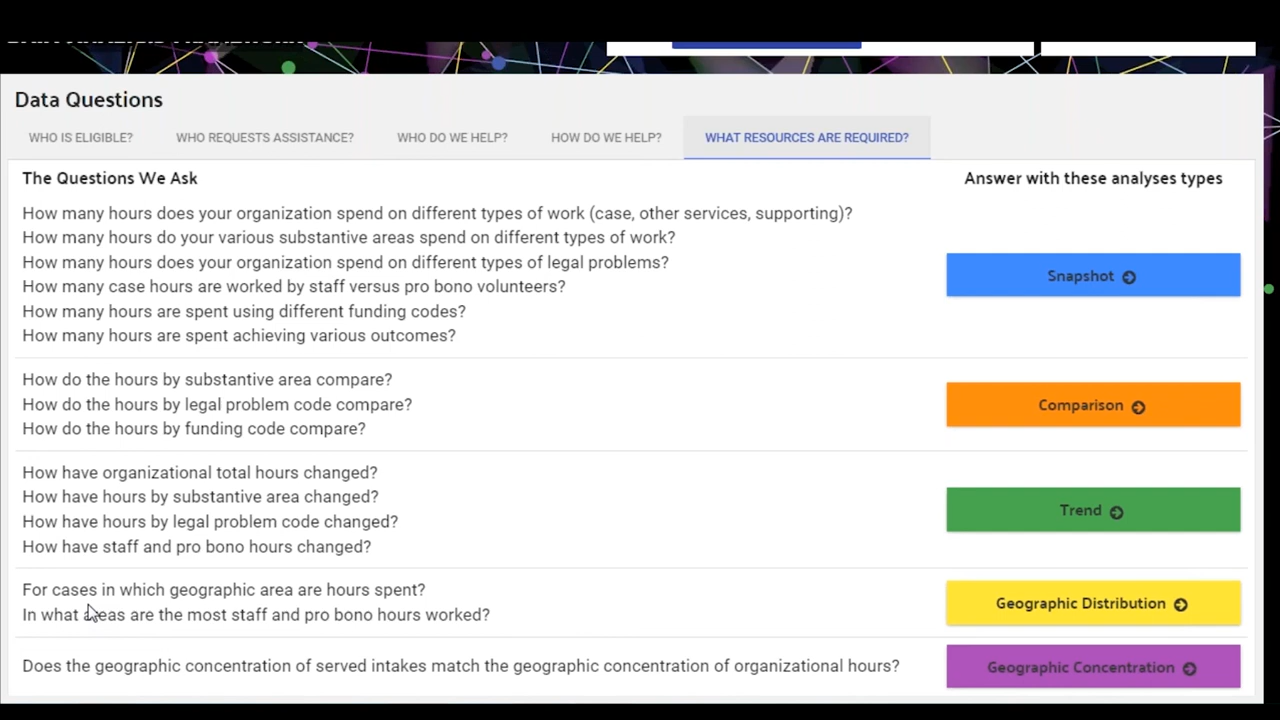 Data Questions
WHO IS ELIGIBLE? WHO REQUESTS ASSISTANCE? WHO DO WE HELP? HOW DO WE HELP? WHAT RESOURCES ARE REQUIRED?
The Questions We Ask Answer with these analyses types
How many hours does your organization spend on different types of work (case, other services, supporting)?
How many hours do your various substantive areas spend on different types of work?
How many hours does your organization spend on different types of legal problems?
Snapshot
How many case hours are worked by staff versus pro bono volunteers?
How many hours are spent using different funding codes?
How many hours are spent achieving various outcomes?
How do the hours by substantive area compare?
How do the hours by legal problem code compare?
Comparison
How do the hours by funding code compare?
How have organizational total hours changed?
How have hours by substantive area changed?
Trend
How have hours by legal problem code changed?
How have staff and pro bono hours changed?
For cases in which geographic area are hours spent?
Geographic Distribution
In what areas are the most staff and pro bono hours worked?
Does the geographic concentration of served intakes match the geographic concentration of organizational hours? Geographic Concentration